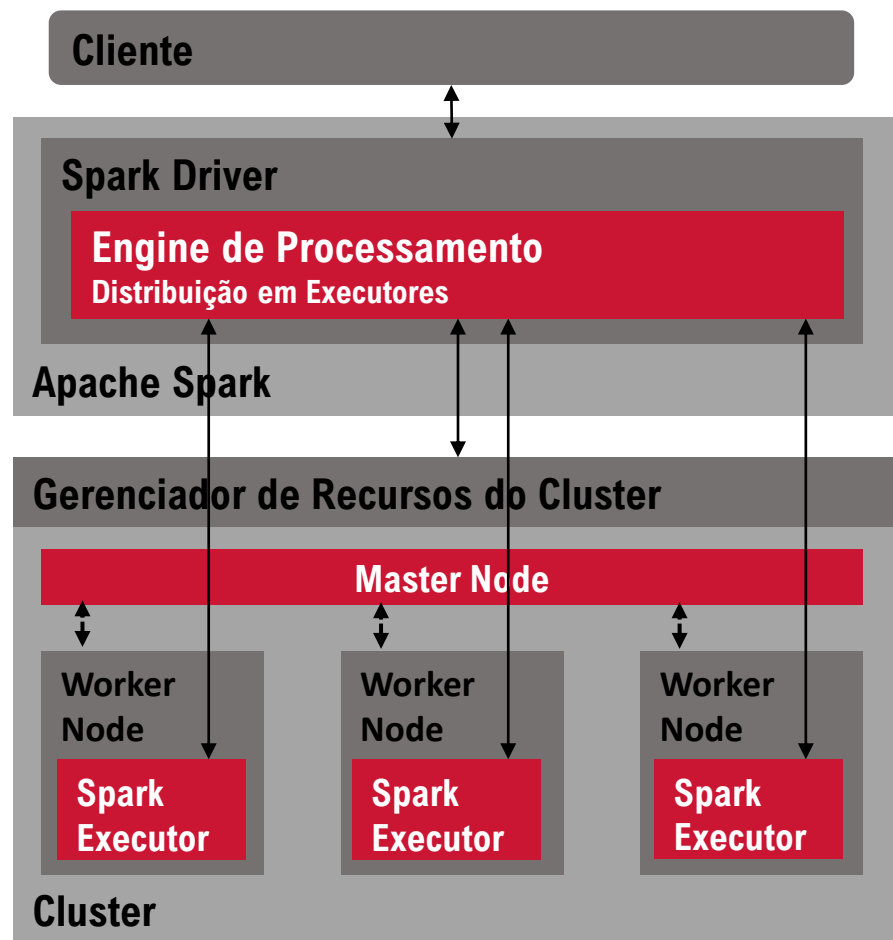 Cliente
Spark Driver
Engine de Processamento
Distribuição em Executores
Apache Spark
Gerenciador de Recursos do Cluster
Master Node
Worker
Node
Spark
Executor
Worker
Node
Spark
Executor
Worker
Node
Spark
Executor
Cluster